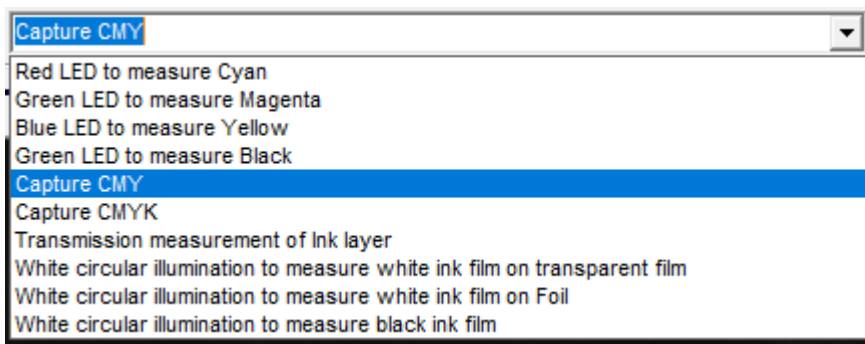 Capture CMY
Red LED to measure Cyan
Green LED to measure Magenta
Blue LED to measure Yellow
Green LED to measure Black
Capture CMY
Capture CMYK
Transmission measurement of Ink layer
White circular illumination to measure white ink film on transparent film
White circular illumination to measure white ink film on Foil
White circular illumination to measure black ink film